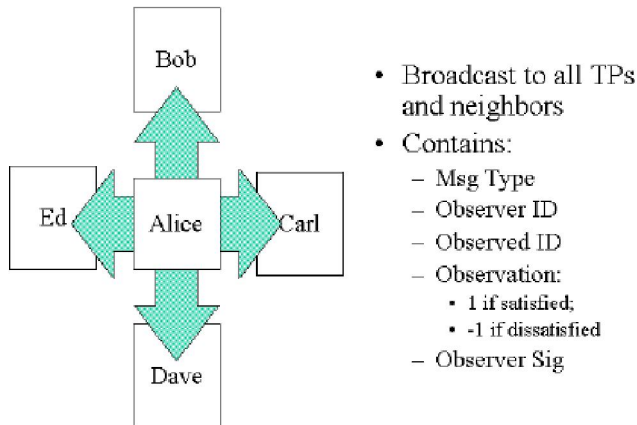 Bob
Ed
Alice
Carl
Dave
• Broadcast to all TPs
and neighbors
• Contains:
– Msg Type
– Observer ID
– Observed ID
– Observation:
• 1 if satisfied;
• -1 if dissatisfied
– Observer Sig